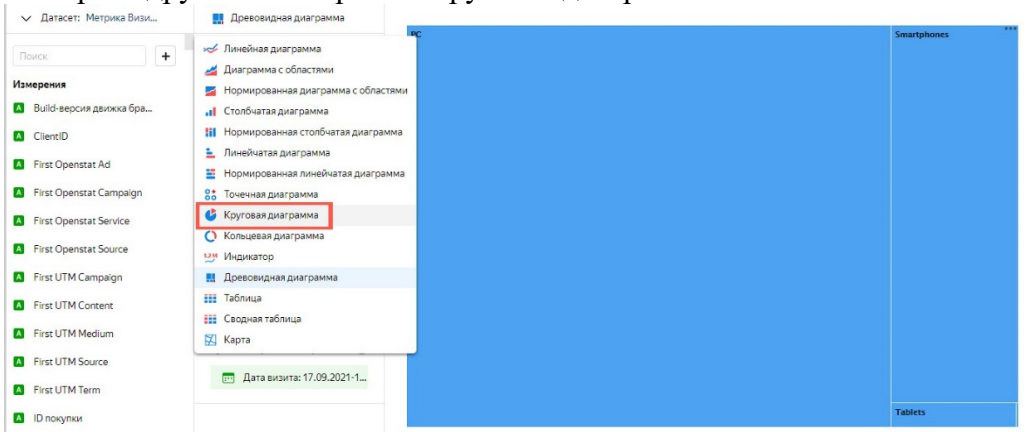 Датасет: Метрика Визи...
Древовидная диаграмма
Поиск
+
Измерения
Build-версия движка бра...
ClientID
First Openstat Ad
First Openstat Campaign
First Openstat Service
First Openstat Source
First UTM Campaign
First UTM Content
First UTM Medium
First UTM Source
First UTM Term
ID покупки
Линейная диаграмма
Диаграмма с областями
Нормированная диаграмма с областями
Столбчатая диаграмма
Нормированная столбчатая диаграмма
Линейчатая диаграмма
Нормированная линейчатая диаграмма
Точечная диаграмма
Круговая диаграмма
Кольцевая диаграмма
Индикатор
Древовидная диаграмма
Таблица
Сводная таблица
Карта
Дата визита: 17.09.2021-1...
PC
Smartphones
Tablets